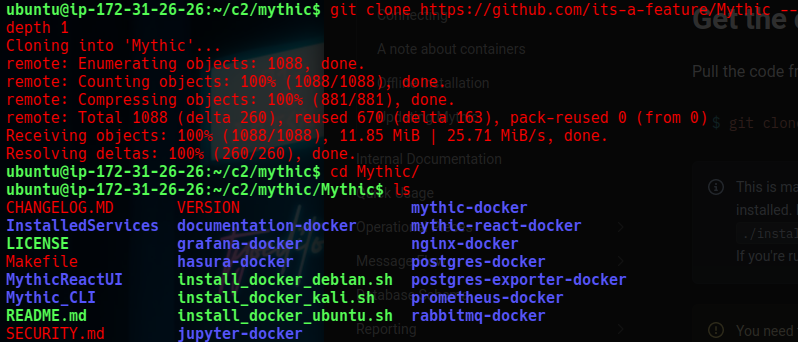 ubuntu@ip-172-31-26-26:~/c2/mythic$ git clone https://github.com/its-a-feature/Mythic --
depth 1
Cloning into 'Mythic'...
remote: Enumerating objects: 1088, done.
remote: Counting objects: 100% (1088/1088), done.
remote: Compressing objects: 100% (881/881), done.
remote: Total 1088 (delta 260), reused 670 (delta 163), pack-reused 0 (from 0)
Receiving objects: 100% (1088/1088), 11.85 MiB | 25.71 MiB/s, done.
Resolving deltas: 100% (260/260), done.
ubuntu@ip-172-31-26-26:~/c2/mythic$ cd Mythic/
ubuntu@ip-172-31-26-26:~/c2/mythic/Mythic$ ls
CHANGELOG.MD VERSION mythic-docker
InstalledServices documentation-docker mythic-react-docker
LICENSE grafana-docker nginx-docker
Makefile hasura-docker postgres-docker
MythicReactUI install_docker_debian.sh postgres-exporter-docker
Mythic_CLI install_docker_kali.sh prometheus-docker
README.md install_docker_ubuntu.sh rabbitmq-docker
SECURITY.md jupyter-docker
Connecting
A note about containers
Offline Installation
Internal Documentation
Quick Usage
Message
Database
Reporting
Get the
Pull the code fr
$ git clon
This is ma
installed. I
./instal
If you're ru
You need